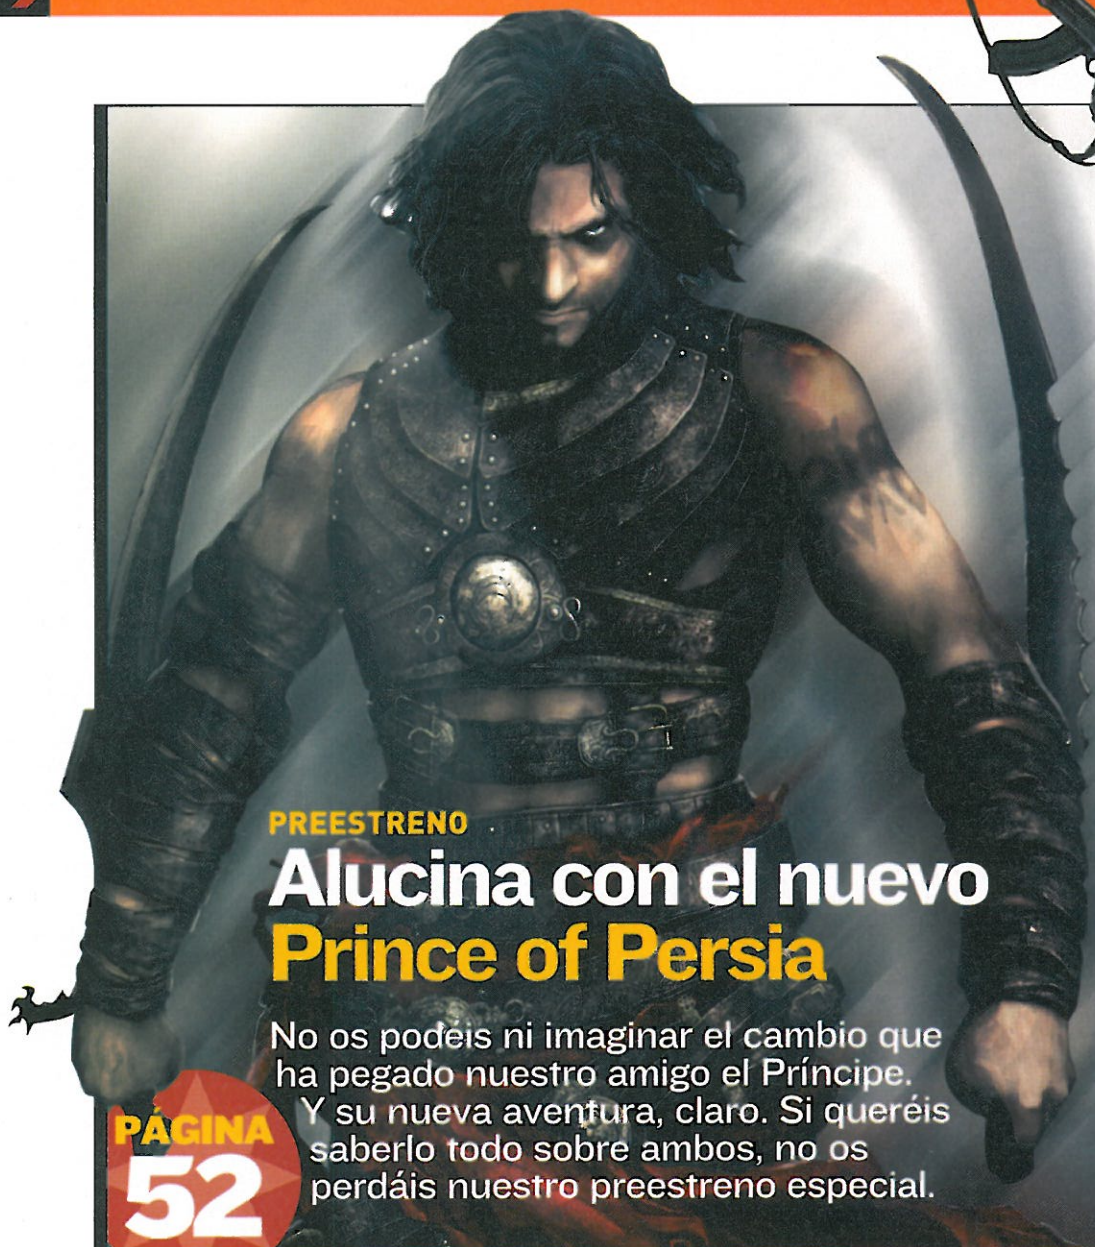 PREESTRENO
Alucina con el nuevo
Prince of Persia
No os podéis ni imaginar el cambio que
ha pegado nuestro amigo el Príncipe.
Y su nueva aventura, claro. Si queréis
saberlo todo sobre ambos, no os
perdáis nuestro preestreno especial.
PÁGINA
52